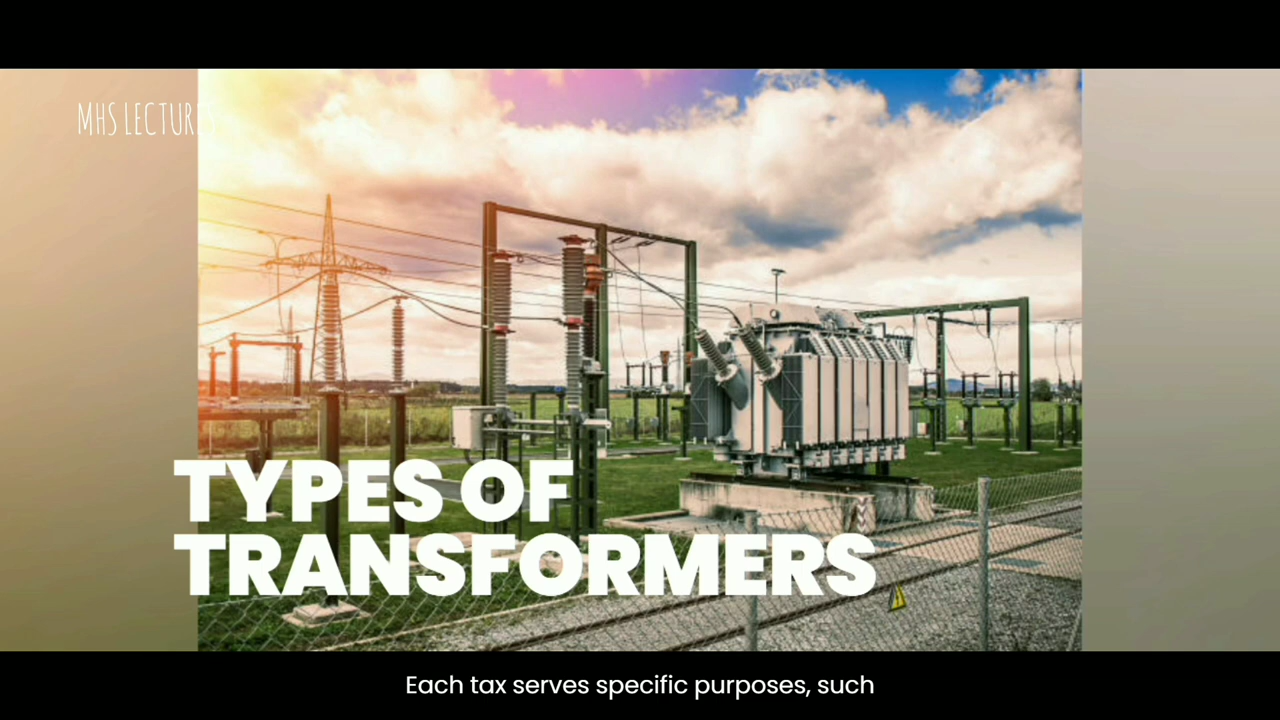 MHS LECTURES
TYPES OF
TRANSFORMERS
Each tax serves specific purposes, such